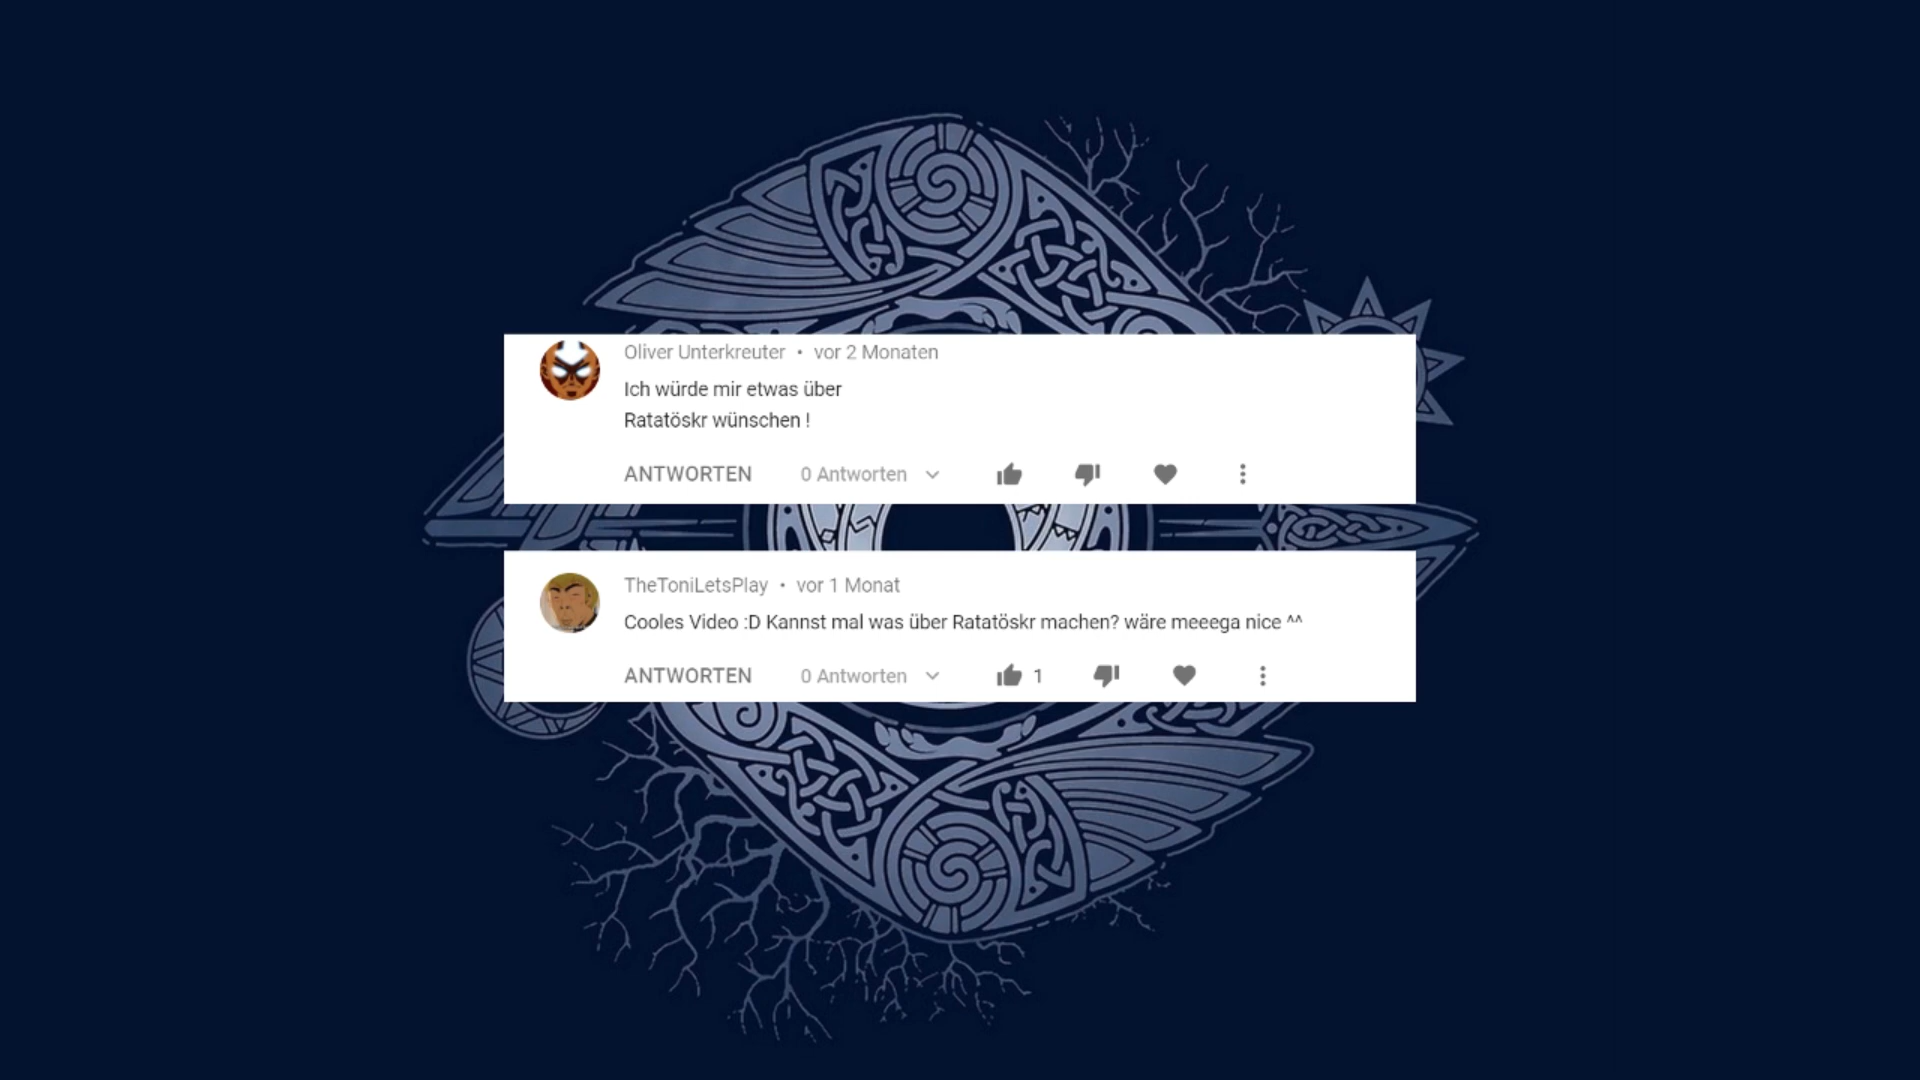 Oliver Unterkreuter • vor 2 Monaten
Ich würde mir etwas über
Ratatöskr wünschen !
ANTWORTEN 0 Antworten
TheToniLetsPlay • vor 1 Monat
Cooles Video :D Kannst mal was über Ratatöskr machen? wäre meeega nice ^^
ANTWORTEN 0 Antworten 1